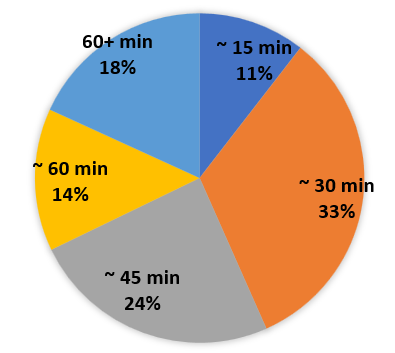 60+ min
18%
~ 15 min
11%
~ 30 min
33%
~ 60 min
14%
~ 45 min
24%